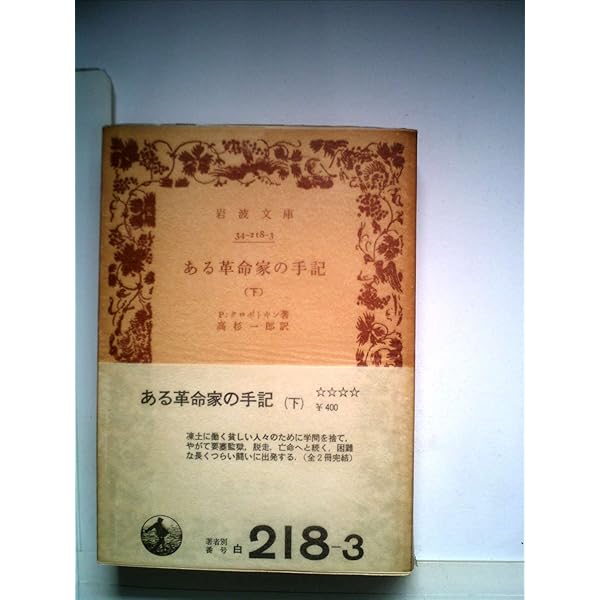 岩波文庫
34-218-3
ある革命家の手記
(下)
P.クロポトキン著
高杉一郎訳
ある革命家の手記(下) ☆☆☆☆
¥400
凍土に働く貧しい人々のために学問を捨て,
やがて要塞監獄,脱走,亡命へと続く,困難
な長くつらい闘いに出発する.(全2冊完結)
著者別
番号 白218-3